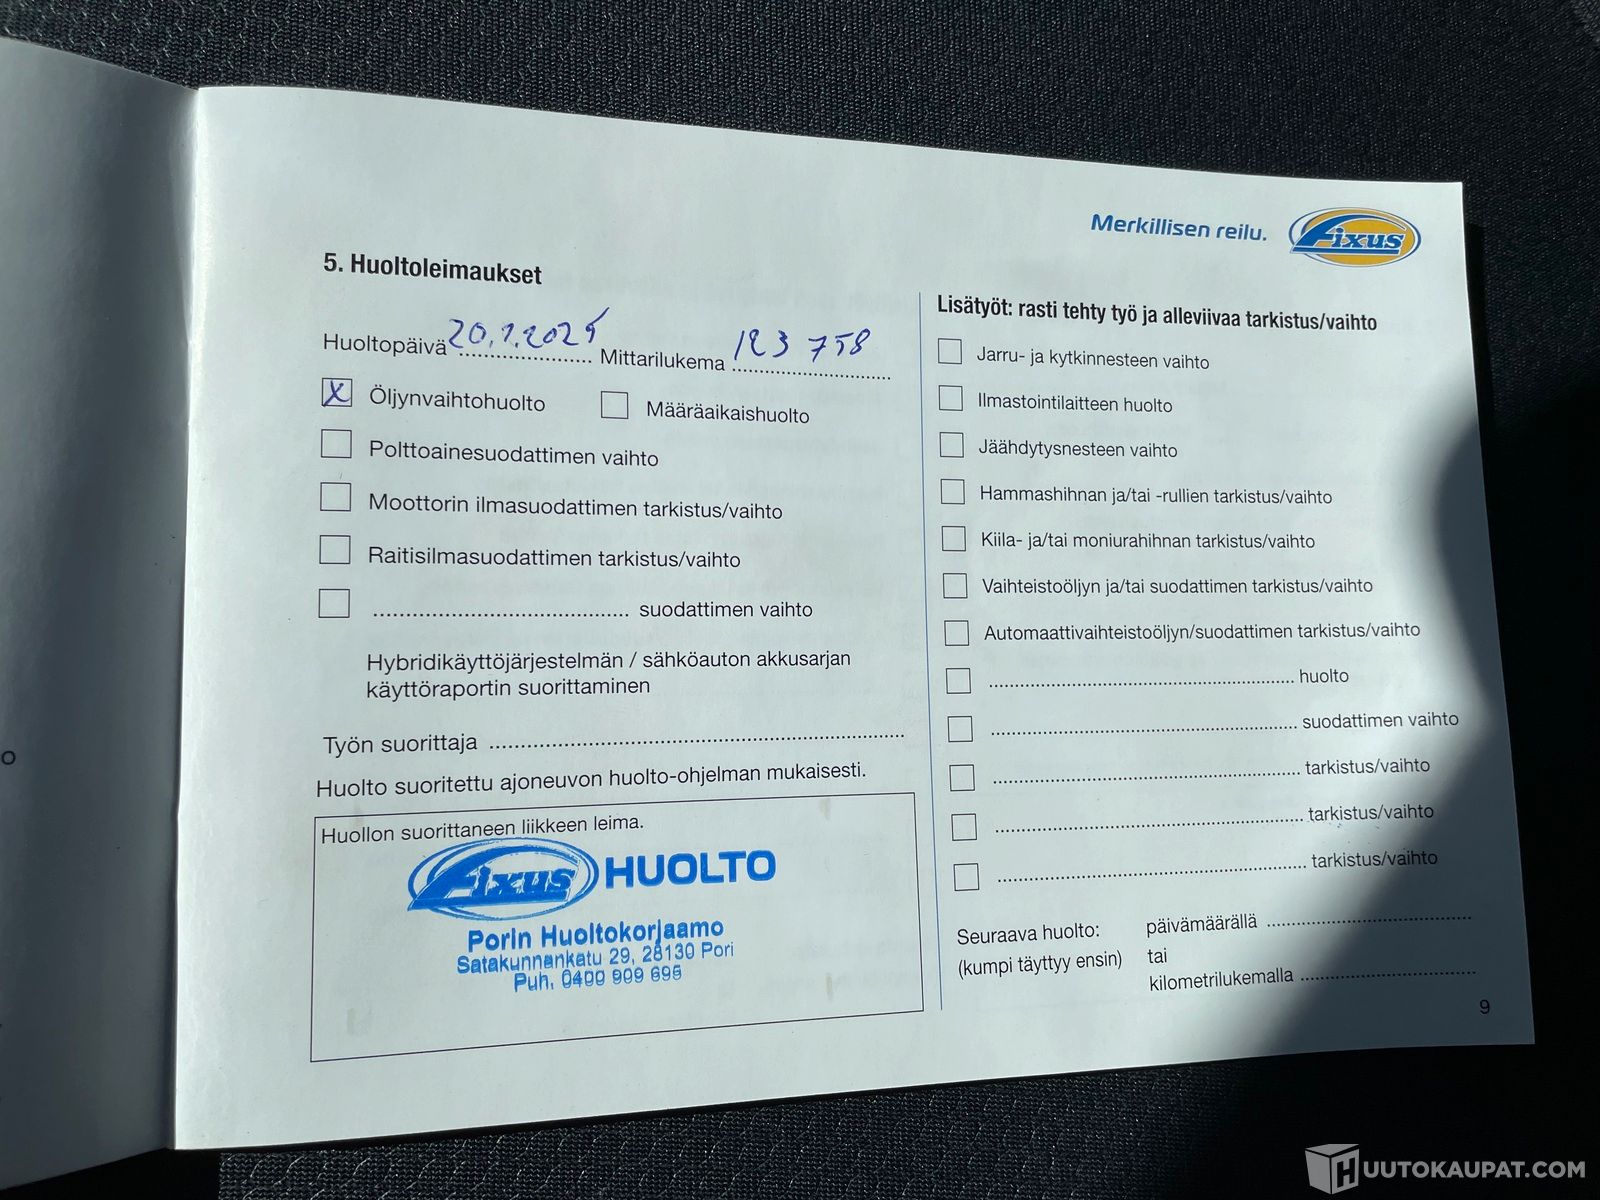 Merkillisen reilu. Fixus
5. Huoltoleimaukset
Huoltopäivä 20.1.2025 Mittarilukema 123 758
x Öljynvaihtohuolto Määräaikaishuolto
Polttoainesuodattimen vaihto
Moottorin ilmasuodattimen tarkistus/vaihto
Raitisilmasuodattimen tarkistus/vaihto
.......................................... suodattimen vaihto
Hybridikäyttöjärjestelmän / sähköauton akkusarjan
käyttöraportin suorittaminen
Työn suorittaja ..........................................
Huolto suoritettu ajoneuvon huolto-ohjelman mukaisesti.
Huollon suorittaneen liikkeen leima.
Fixus HUOLTO
Porin Huoltokorjaamo
Satakunnankatu 29, 28130 Pori
Puh. 0400 909 695
Lisätyöt: rasti tehty työ ja alleviivaa tarkistus/vaihto
Jarru- ja kytkinnesteen vaihto
Ilmastointilaitteen huolto
Jäähdytysnesteen vaihto
Hammashihnan ja/tai -rullien tarkistus/vaihto
Kiila- ja/tai moniurahihnan tarkistus/vaihto
Vaihteistoöljyn ja/tai suodattimen tarkistus/vaihto
Automaattivaihteistoöljyn/suodattimen tarkistus/vaihto
.......................................... huolto
.......................................... suodattimen vaihto
.......................................... tarkistus/vaihto
.......................................... tarkistus/vaihto
.......................................... tarkistus/vaihto
Seuraava huolto: päivämäärällä ..........................
(kumpi täyttyy ensin) tai
kilometrilukemalla ......................
9
o
HUUTOKAUPAT.COM